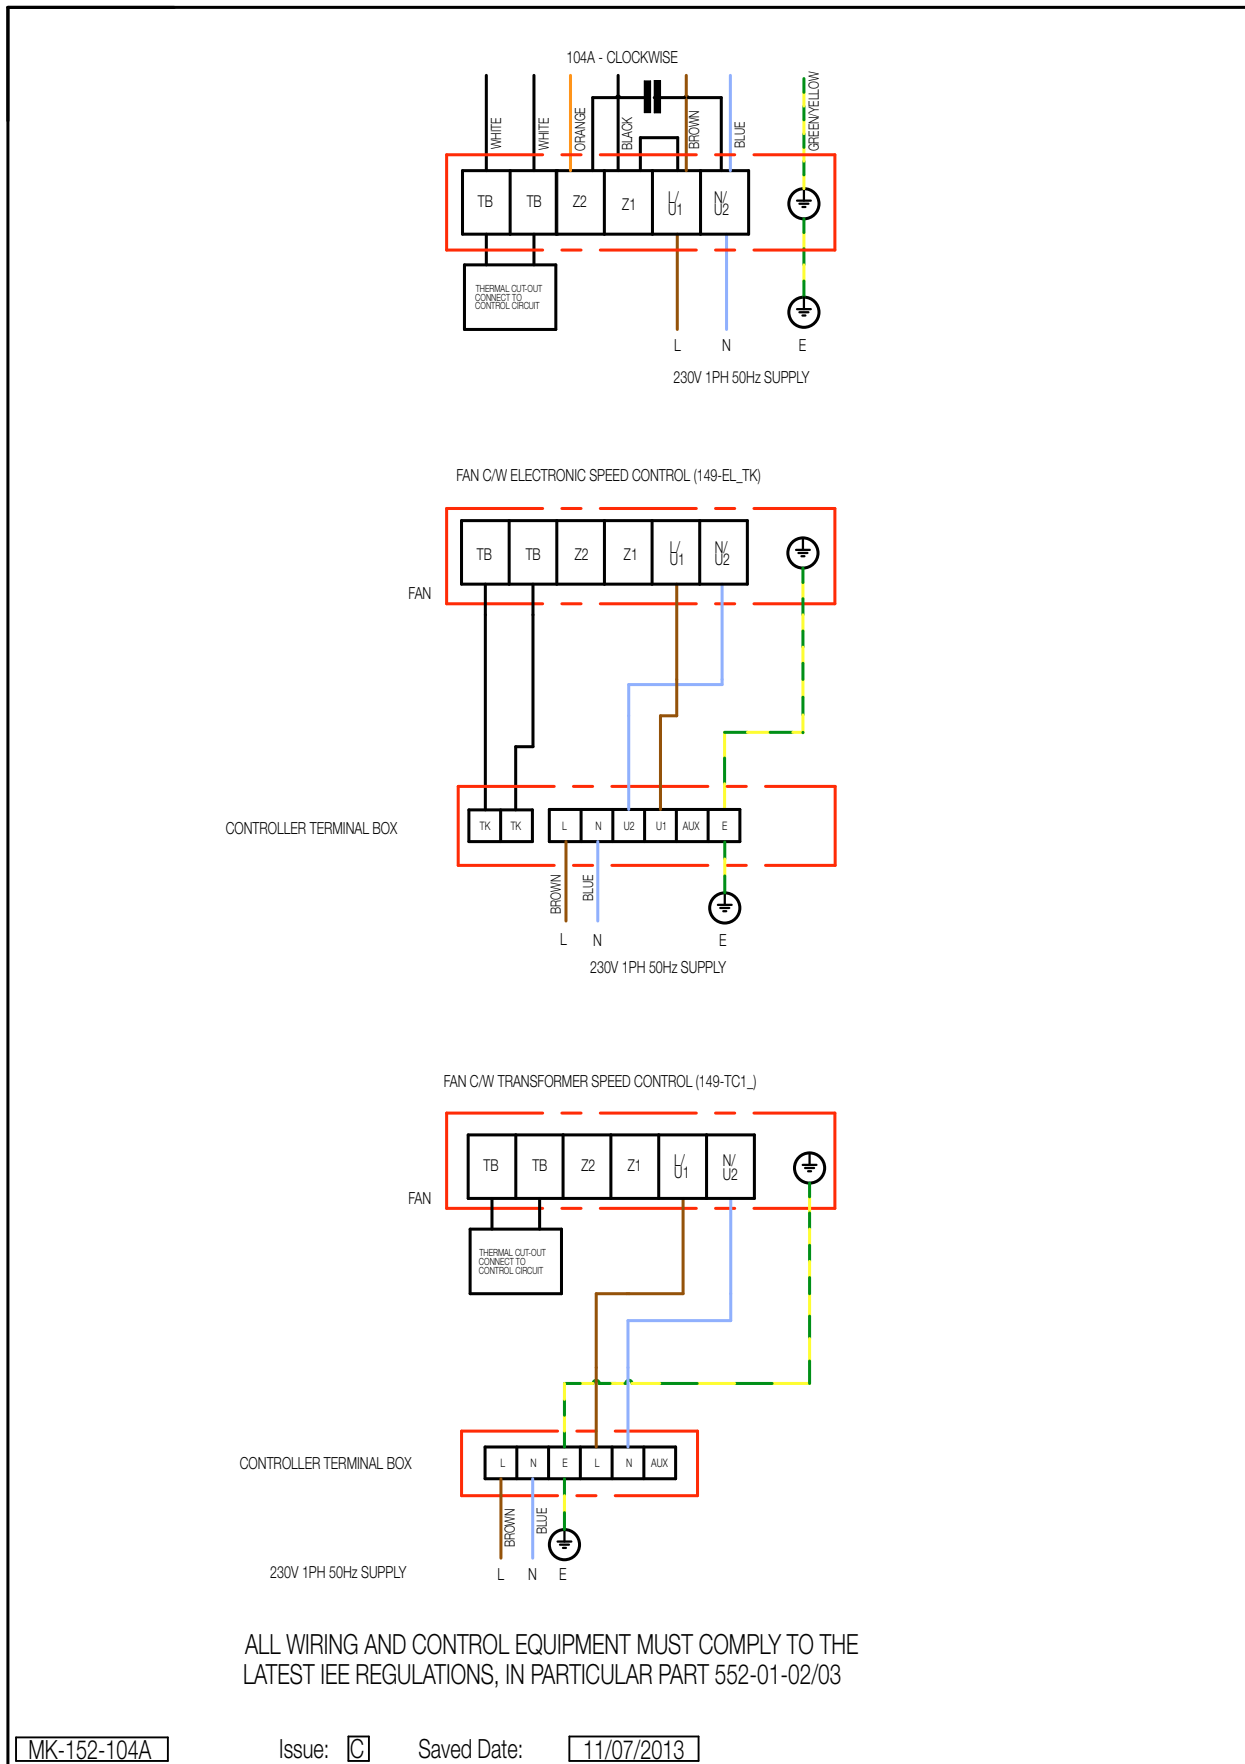 104A - CLOCKWISE
WHITE
WHITE
ORANGE
BLACK
BROWN
BLUE
GREEN/YELLOW
TB TB Z2 Z1 L/ U1 N/ U2
THERMAL CUT-OUT
CONNECT TO
CONTROL CIRCUIT
L N E
230V 1PH 50Hz SUPPLY
FAN C/W ELECTRONIC SPEED CONTROL (149-EL_TK)
TB TB Z2 Z1 L/ U1 N/ U2
FAN
CONTROLLER TERMINAL BOX
TK TK L N U2 U1 AUX E
BROWN
BLUE
L N E
230V 1PH 50Hz SUPPLY
FAN C/W TRANSFORMER SPEED CONTROL (149-TC1_)
TB TB Z2 Z1 L/ U1 N/ U2
FAN
THERMAL CUT-OUT
CONNECT TO
CONTROL CIRCUIT
CONTROLLER TERMINAL BOX
L N E L N AUX
BROWN
BLUE
230V 1PH 50Hz SUPPLY
L N E
ALL WIRING AND CONTROL EQUIPMENT MUST COMPLY TO THE
LATEST IEE REGULATIONS, IN PARTICULAR PART 552-01-02/03
MK-152-104A Issue: C Saved Date: 11/07/2013